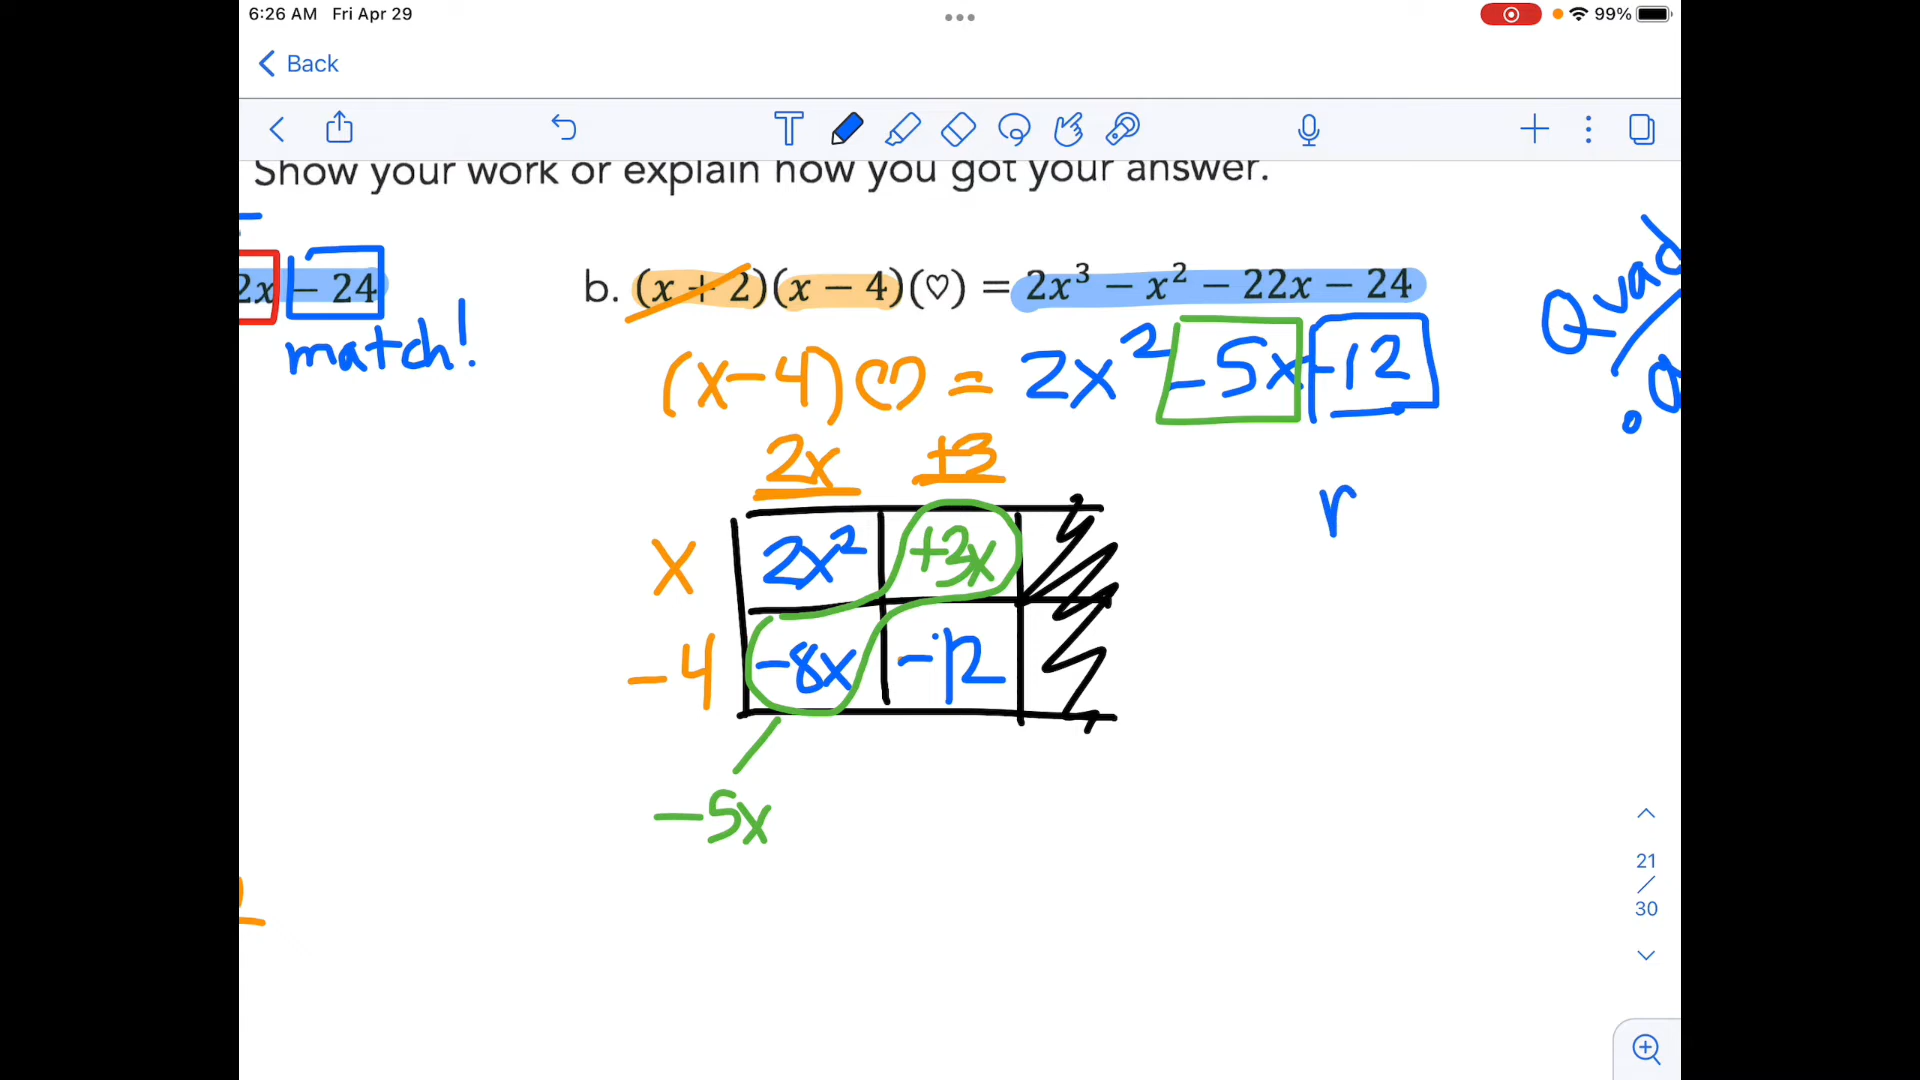 6:26 AM Fri Apr 29
99%
Back
Show your work or explain how you got your answer.
2x − 24
match!
b. (x + 2)(x − 4)(♡) = 2x³ − x² − 22x − 24
(x−4)♡ = 2x² −5x −12
Quad
2x +3
r
x 2x² +3x
−4 −8x −12
−5x
21
/
30